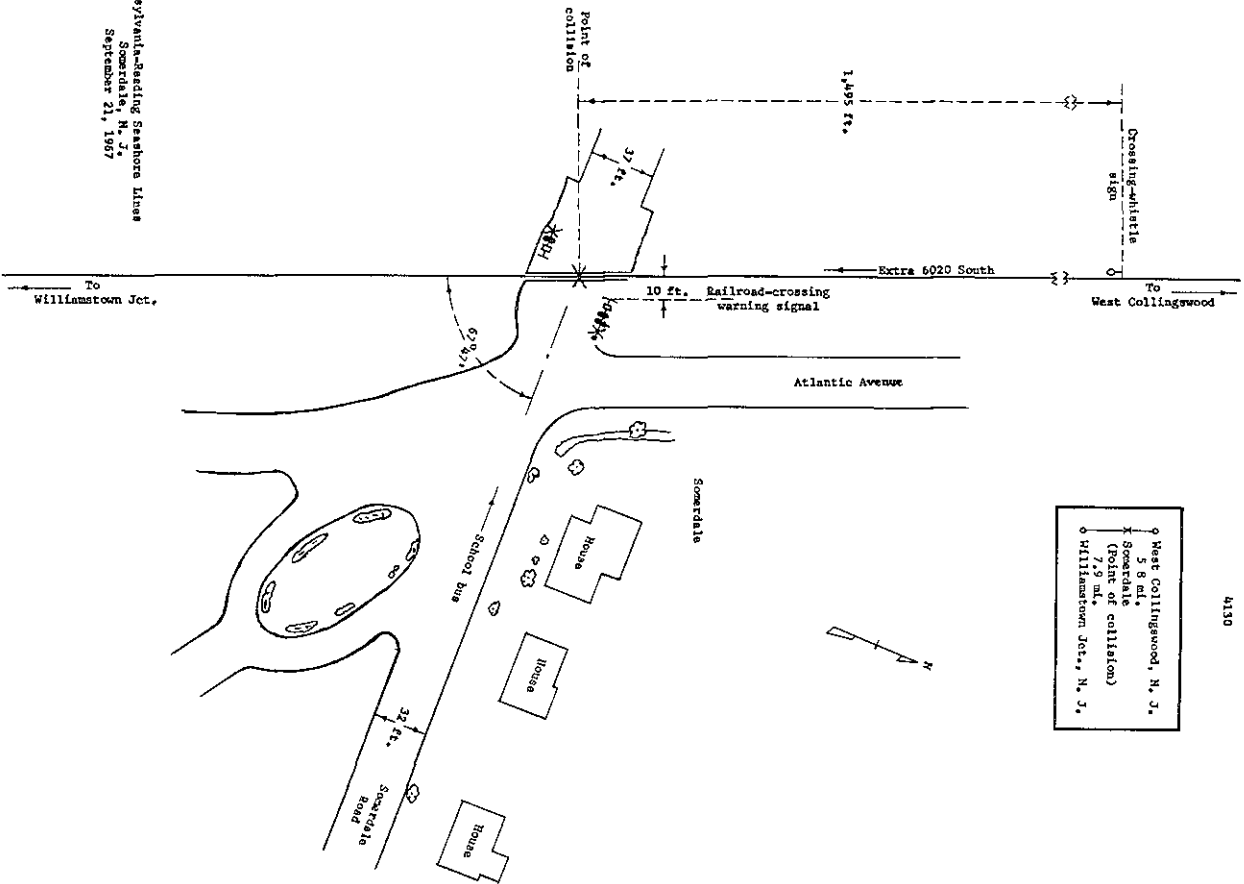 4130
West Collingswood, N. J.
5 8 mi.
Somerdale
(Point of collision)
7.9 mi.
Williamstown Jct., N. J.
Crossing-whistle
sign
1,495 ft.
Point of
collision
37 ft.
sylvania-Reading Seashore Lines
Somerdale, N. J.
September 21, 1967
To
Williamstown Jct.
Extra 6020 South
To
West Collingswood
10 ft.
Railroad-crossing
warning signal
67° 47'
Atlantic Avenue
Somerdale
School bus
House
House
House
32 ft.
Somerdale
Road
N